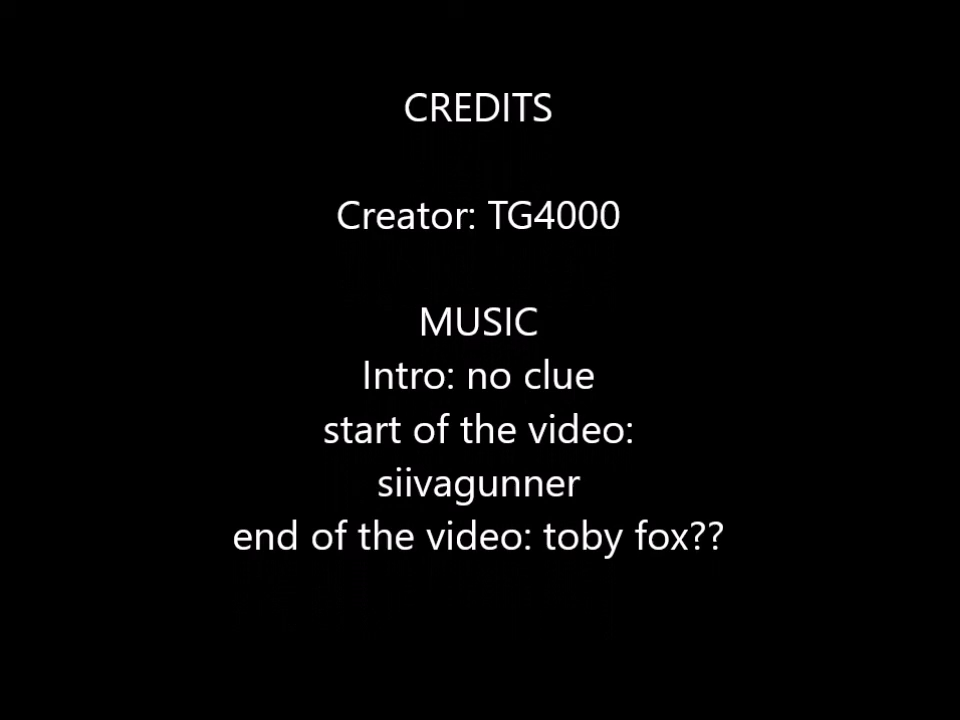 CREDITS
Creator: TG4000
MUSIC
Intro: no clue
start of the video:
siivagunner
end of the video: toby fox??